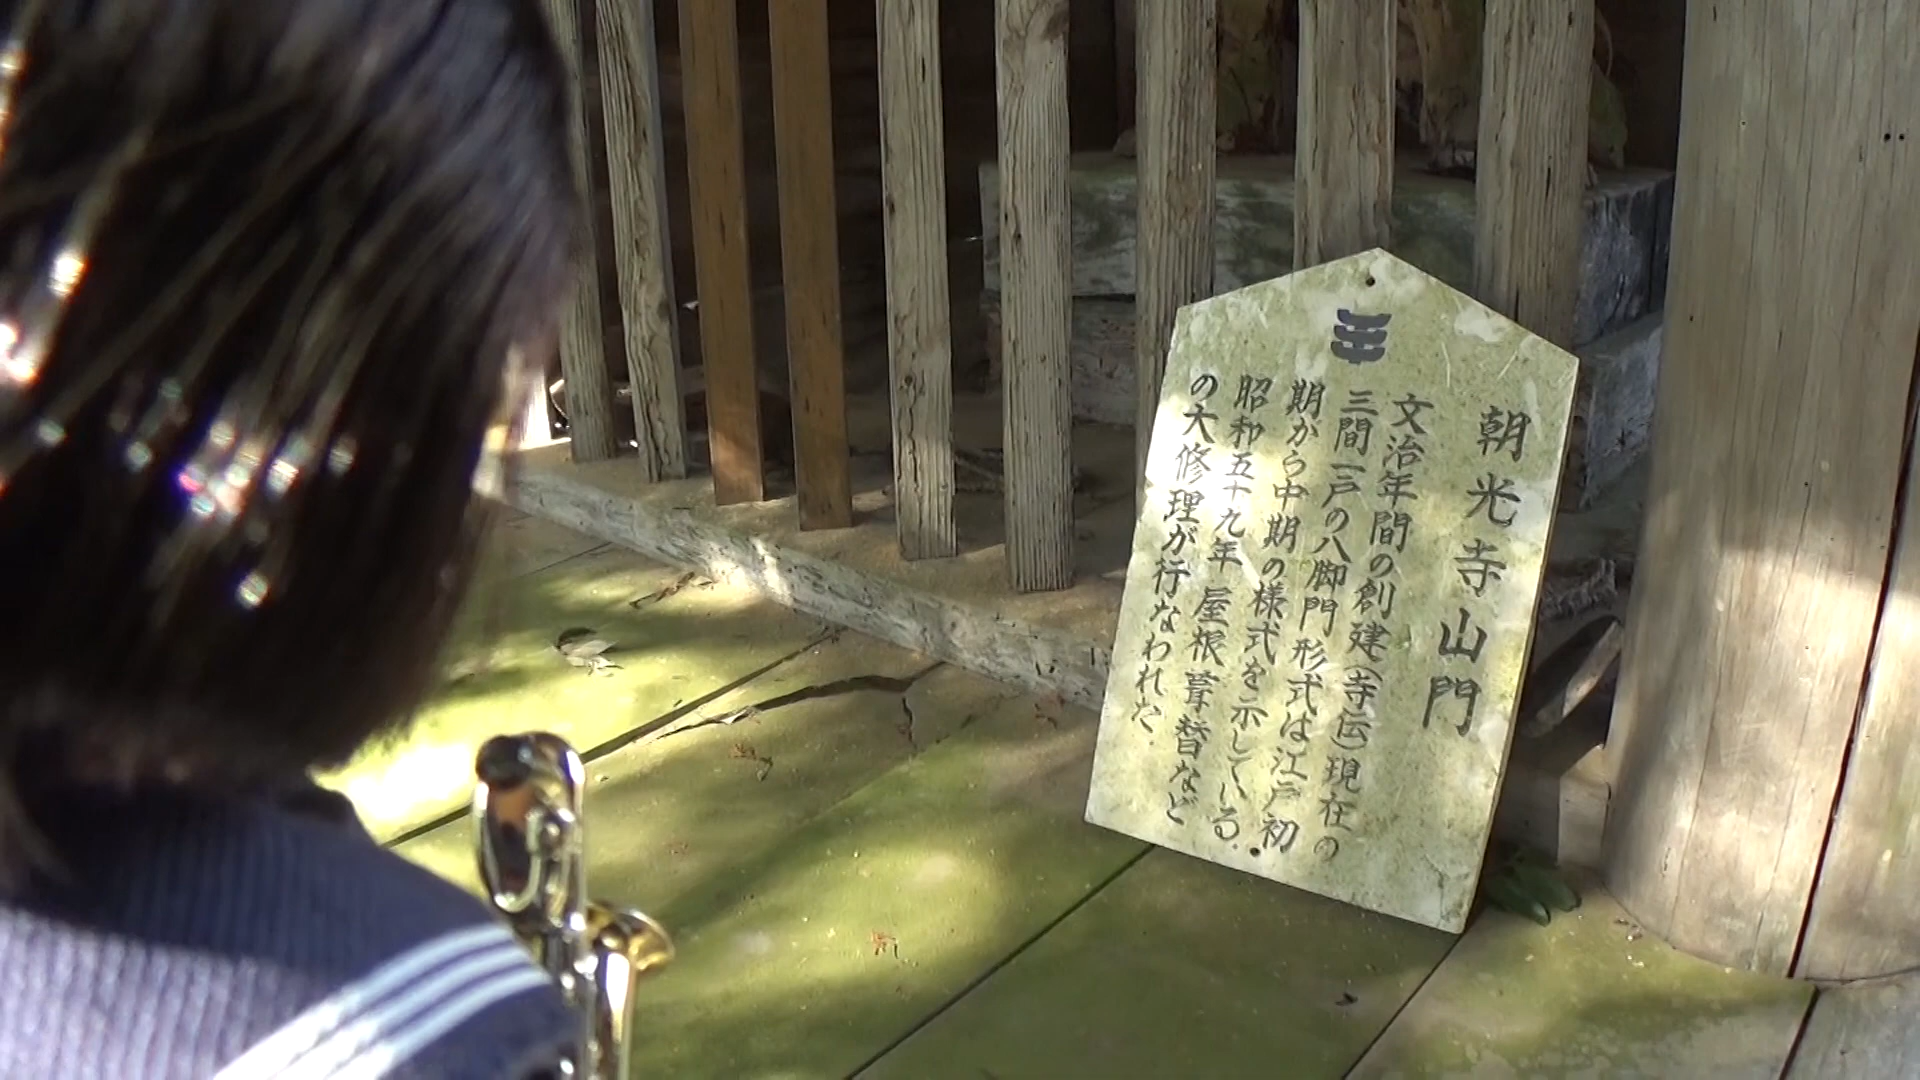 朝光寺山門
文治年間の創建(寺伝)現在の
三間一戸の八脚門形式は江戸初
期から中期の様式を示している。
昭和五十九年屋根葺替など
の大修理が行なわれた。